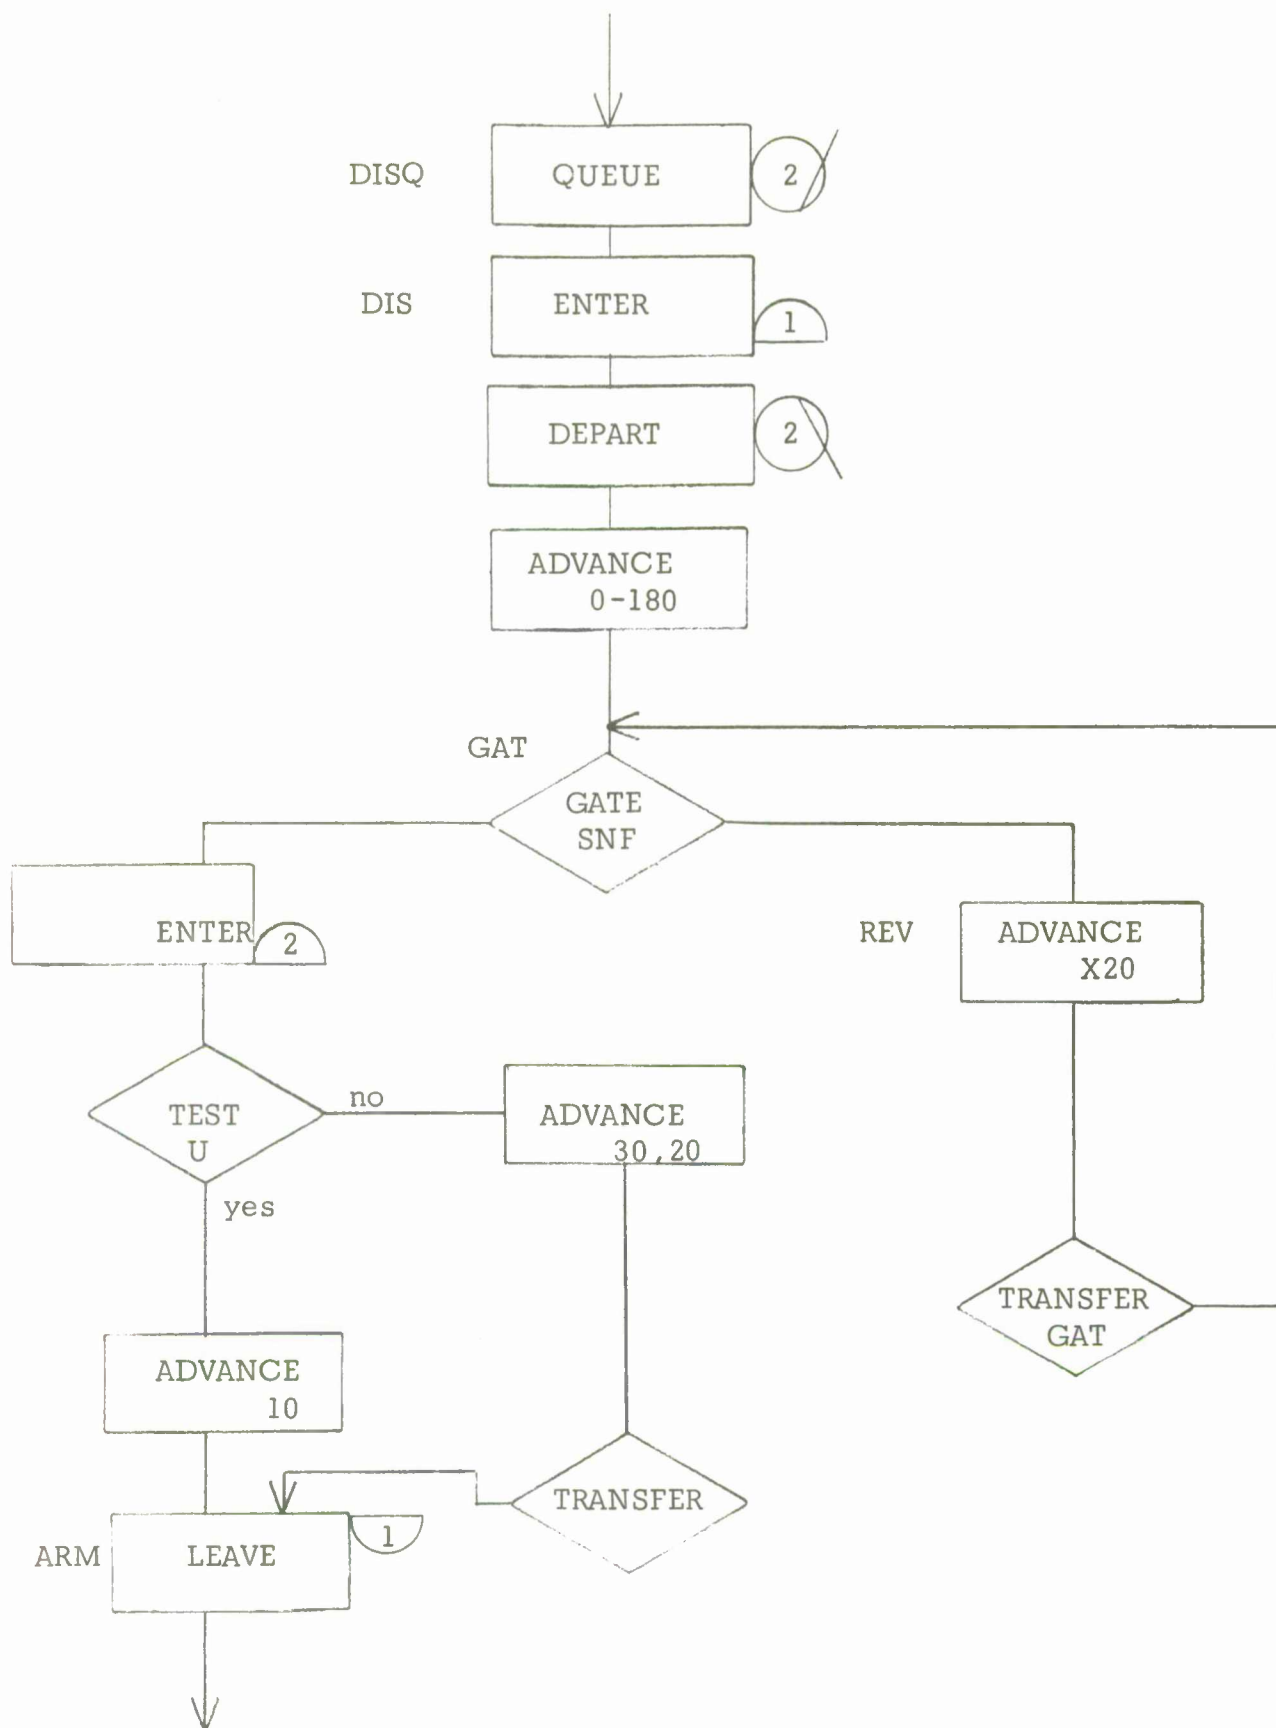 DISQ
QUEUE
2
DIS
ENTER
1
DEPART
2
ADVANCE
0-180
GAT
GATE
SNF
ENTER
2
REV
ADVANCE
X20
TEST
U
no
ADVANCE
30,20
yes
TRANSFER
GAT
ADVANCE
10
TRANSFER
ARM
LEAVE
1